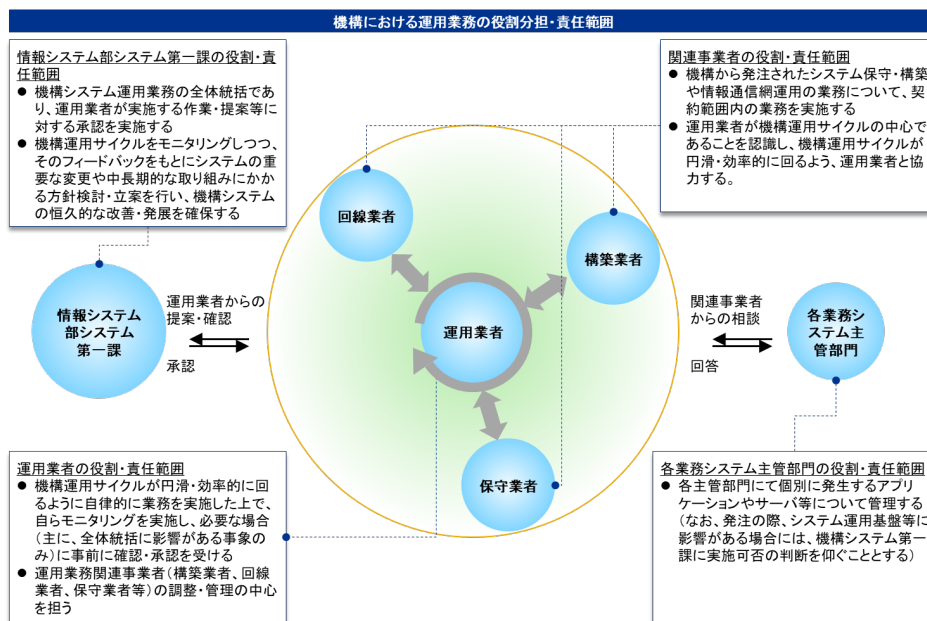 機構における運用業務の役割分担・責任範囲
情報システム部システム第一課の役割・責
任範囲
● 機構システム運用業務の全体統括であ
り、運用業者が実施する作業・提案等に
対する承認を実施する
● 機構運用サイクルをモニタリングしつつ、
そのフィードバックをもとにシステムの重
要な変更や中長期的な取り組みにかか
る方針検討・立案を行い、機構システム
の恒久的な改善・発展を確保する
関連事業者の役割・責任範囲
● 機構から発注されたシステム保守・構築
や情報通信網運用の業務について、契
約範囲内の業務を実施する
● 運用業者が機構運用サイクルの中心で
あることを認識し、機構運用サイクルが
円滑・効率的に回るよう、運用業者と協
力する。
回線業者
構築業者
運用業者
保守業者
情報システム
部システム
第一課
運用業者からの
提案・確認
承認
関連事業者
からの相談
回答
各業務シ
ステム主
管部門
運用業者の役割・責任範囲
● 機構運用サイクルが円滑・効率的に回
るように自律的に業務を実施した上で、
自らモニタリングを実施し、必要な場合
（主に、全体統括に影響がある事象の
み）に事前に確認・承認を受ける
● 運用業務関連事業者（構築業者、回線
業者、保守業者等）の調整・管理の中心
を担う
各業務システム主管部門の役割・責任範囲
● 各主管部門にて個別に発生するアプリ
ケーションやサーバ等について管理する
（なお、発注の際、システム運用基盤等に
影響がある場合には、機構システム第一
課に実施可否の判断を仰ぐこととする）